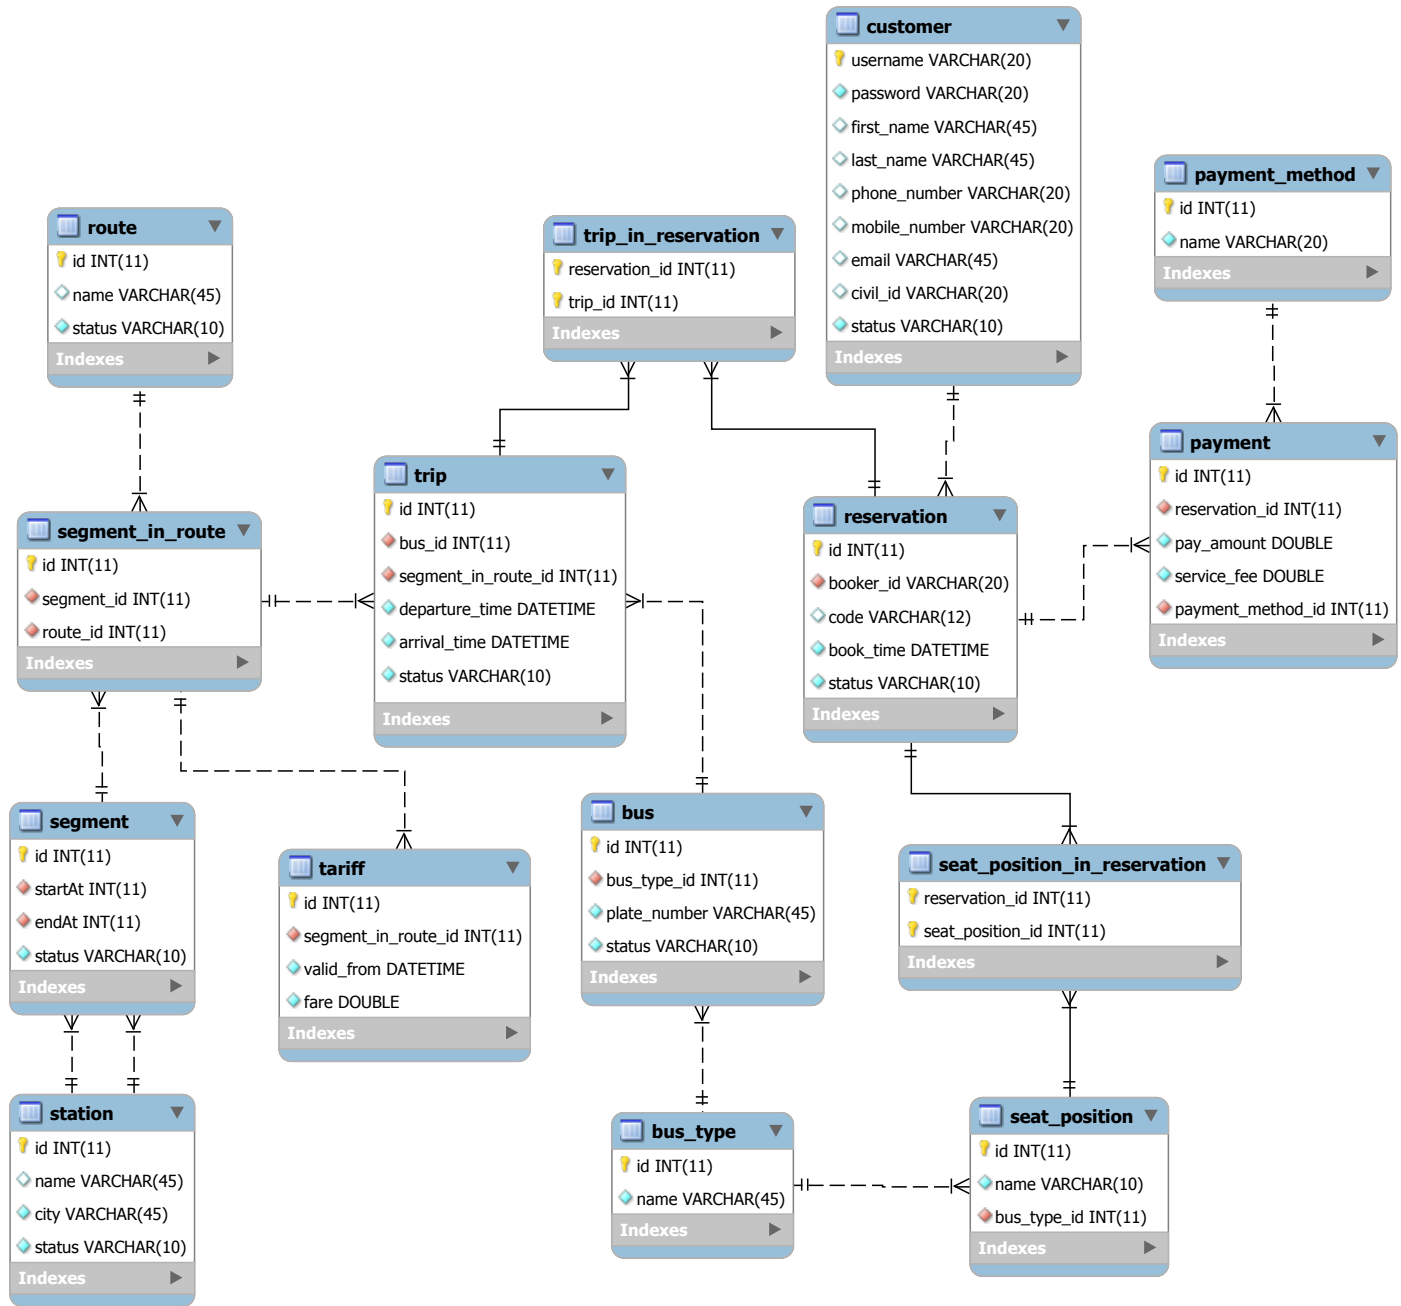 customer
username VARCHAR(20)
password VARCHAR(20)
first_name VARCHAR(45)
last_name VARCHAR(45)
phone_number VARCHAR(20)
mobile_number VARCHAR(20)
email VARCHAR(45)
civil_id VARCHAR(20)
status VARCHAR(10)
Indexes
payment_method
id INT(11)
name VARCHAR(20)
Indexes
route
id INT(11)
name VARCHAR(45)
status VARCHAR(10)
Indexes
trip_in_reservation
reservation_id INT(11)
trip_id INT(11)
Indexes
payment
id INT(11)
reservation_id INT(11)
pay_amount DOUBLE
service_fee DOUBLE
payment_method_id INT(11)
Indexes
trip
id INT(11)
bus_id INT(11)
segment_in_route_id INT(11)
departure_time DATETIME
arrival_time DATETIME
status VARCHAR(10)
Indexes
reservation
id INT(11)
booker_id VARCHAR(20)
code VARCHAR(12)
book_time DATETIME
status VARCHAR(10)
Indexes
segment_in_route
id INT(11)
segment_id INT(11)
route_id INT(11)
Indexes
segment
id INT(11)
startAt INT(11)
endAt INT(11)
status VARCHAR(10)
Indexes
tariff
id INT(11)
segment_in_route_id INT(11)
valid_from DATETIME
fare DOUBLE
Indexes
bus
id INT(11)
bus_type_id INT(11)
plate_number VARCHAR(45)
status VARCHAR(10)
Indexes
seat_position_in_reservation
reservation_id INT(11)
seat_position_id INT(11)
Indexes
station
id INT(11)
name VARCHAR(45)
city VARCHAR(45)
status VARCHAR(10)
Indexes
bus_type
id INT(11)
name VARCHAR(45)
Indexes
seat_position
id INT(11)
name VARCHAR(10)
bus_type_id INT(11)
Indexes